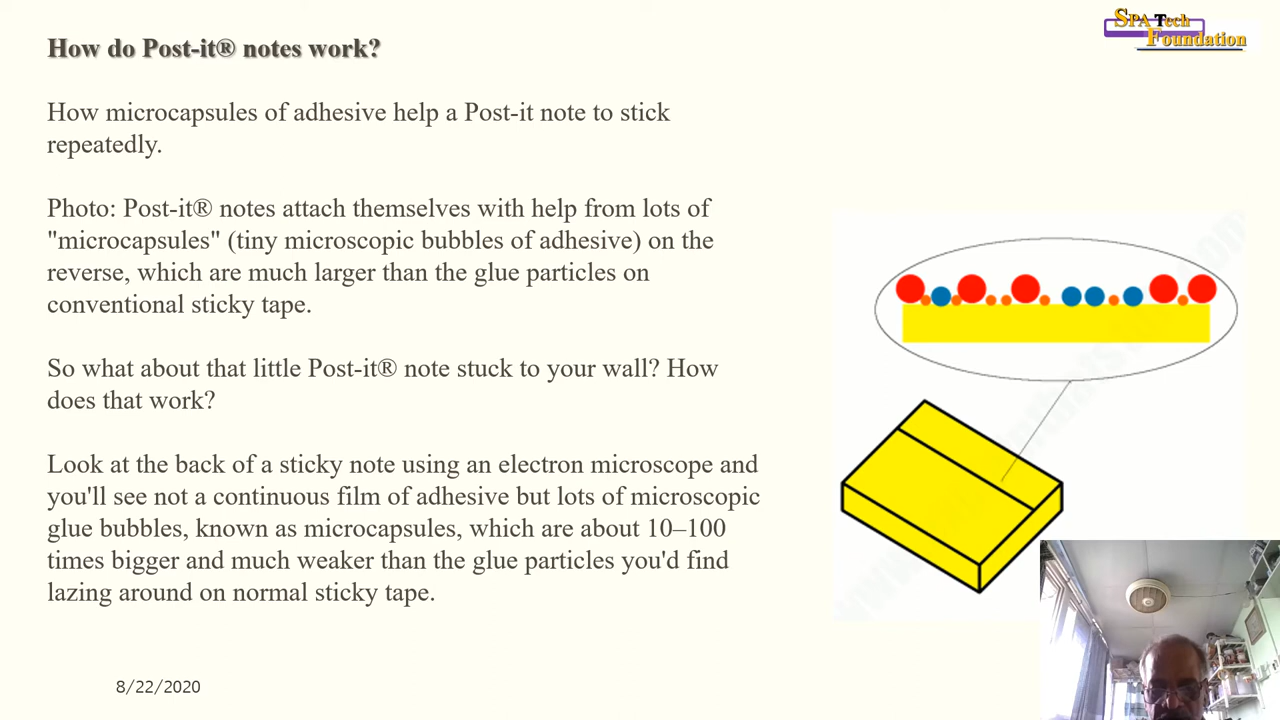 SPA Tech
Foundation
How do Post-it® notes work?
How microcapsules of adhesive help a Post-it note to stick
repeatedly.
Photo: Post-it® notes attach themselves with help from lots of
"microcapsules" (tiny microscopic bubbles of adhesive) on the
reverse, which are much larger than the glue particles on
conventional sticky tape.
So what about that little Post-it® note stuck to your wall? How
does that work?
Look at the back of a sticky note using an electron microscope and
you'll see not a continuous film of adhesive but lots of microscopic
glue bubbles, known as microcapsules, which are about 10–100
times bigger and much weaker than the glue particles you'd find
lazing around on normal sticky tape.
8/22/2020